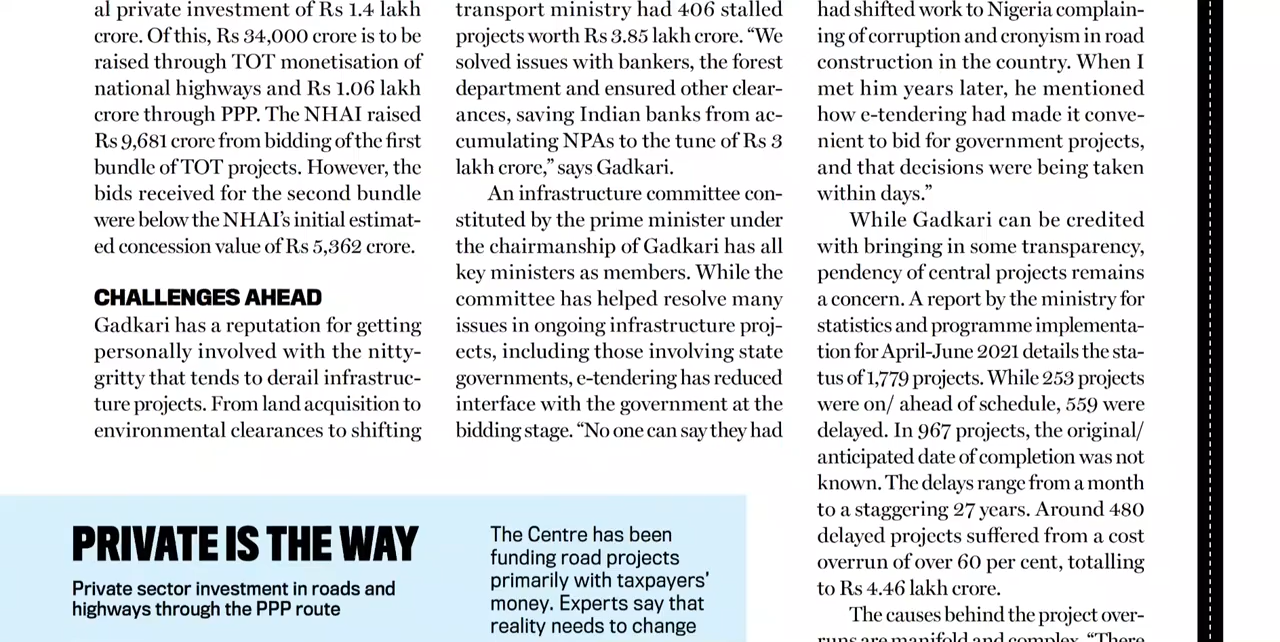 al private investment of Rs 1.4 lakh
crore. Of this, Rs 34,000 crore is to be
raised through TOT monetisation of
national highways and Rs 1.06 lakh
crore through PPP. The NHAI raised
Rs 9,681 crore from bidding of the first
bundle of TOT projects. However, the
bids received for the second bundle
were below the NHAI’s initial estimat-
ed concession value of Rs 5,362 crore.
CHALLENGES AHEAD
Gadkari has a reputation for getting
personally involved with the nitty-
gritty that tends to derail infrastruc-
ture projects. From land acquisition to
environmental clearances to shifting
transport ministry had 406 stalled
projects worth Rs 3.85 lakh crore. “We
solved issues with bankers, the forest
department and ensured other clear-
ances, saving Indian banks from ac-
cumulating NPAs to the tune of Rs 3
lakh crore,” says Gadkari.
An infrastructure committee con-
stituted by the prime minister under
the chairmanship of Gadkari has all
key ministers as members. While the
committee has helped resolve many
issues in ongoing infrastructure proj-
ects, including those involving state
governments, e-tendering has reduced
interface with the government at the
bidding stage. “No one can say they had
had shifted work to Nigeria complain-
ing of corruption and cronyism in road
construction in the country. When I
met him years later, he mentioned
how e-tendering had made it conve-
nient to bid for government projects,
and that decisions were being taken
within days.”
While Gadkari can be credited
with bringing in some transparency,
pendency of central projects remains
a concern. A report by the ministry for
statistics and programme implementa-
tion for April-June 2021 details the sta-
tus of 1,779 projects. While 253 projects
were on/ ahead of schedule, 559 were
delayed. In 967 projects, the original/
anticipated date of completion was not
known. The delays range from a month
to a staggering 27 years. Around 480
delayed projects suffered from a cost
overrun of over 60 per cent, totalling
to Rs 4.46 lakh crore.
The causes behind the project over-
runs are manifold and complex. “There
PRIVATE IS THE WAY
Private sector investment in roads and
highways through the PPP route
The Centre has been
funding road projects
primarily with taxpayers’
money. Experts say that
reality needs to change